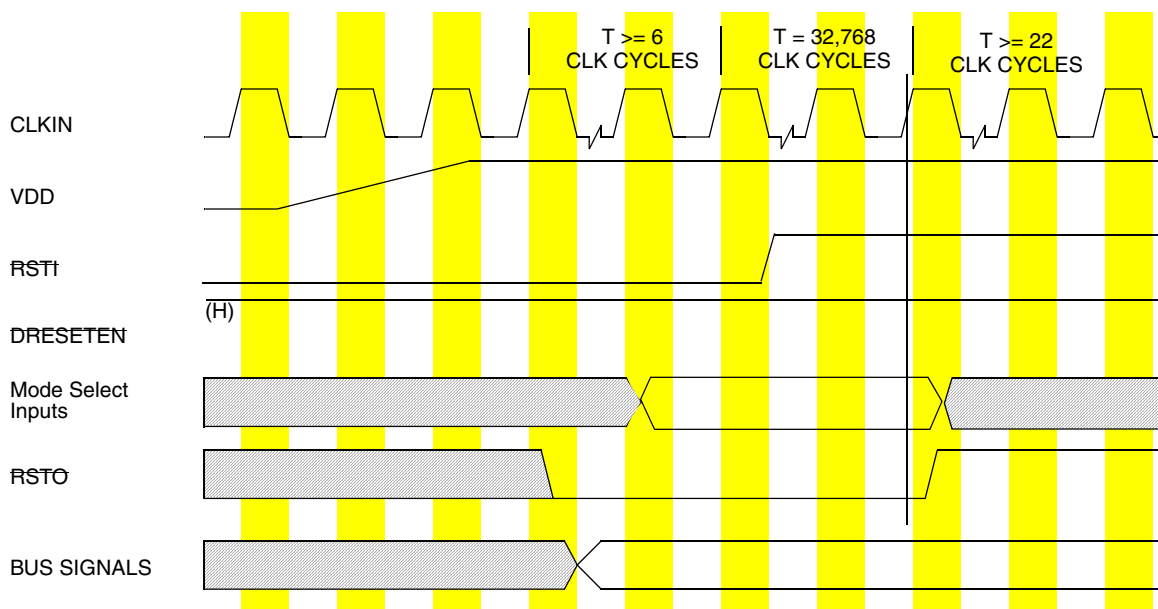 T >= 6
CLK CYCLES
T = 32,768
CLK CYCLES
T >= 22
CLK CYCLES
CLKIN
VDD
RSTI
(H)
DRESETEN
Mode Select
Inputs
RSTO
BUS SIGNALS